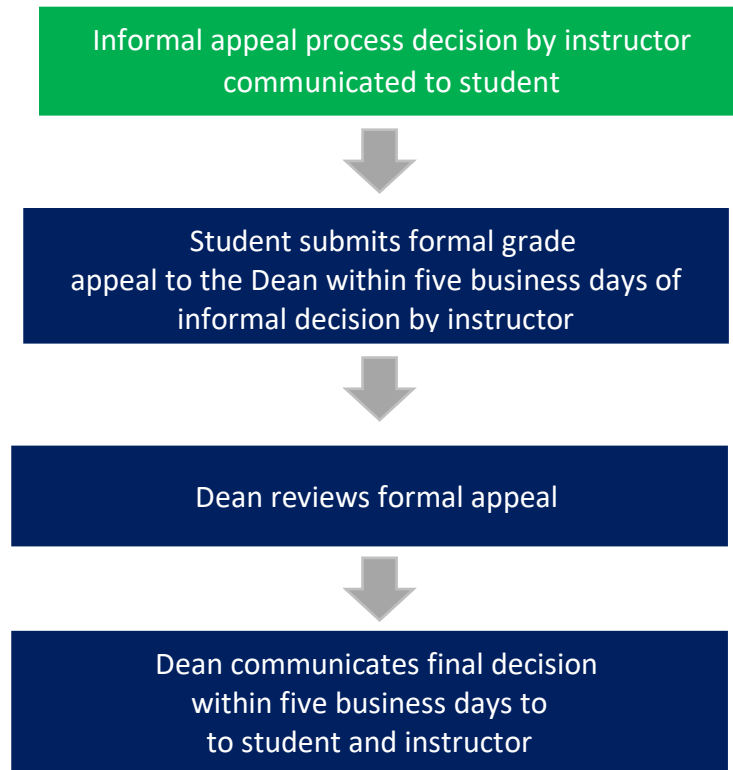 Informal appeal process decision by instructor
communicated to student
Student submits formal grade
appeal to the Dean within five business days of
informal decision by instructor
Dean reviews formal appeal
Dean communicates final decision
within five business days to
to student and instructor